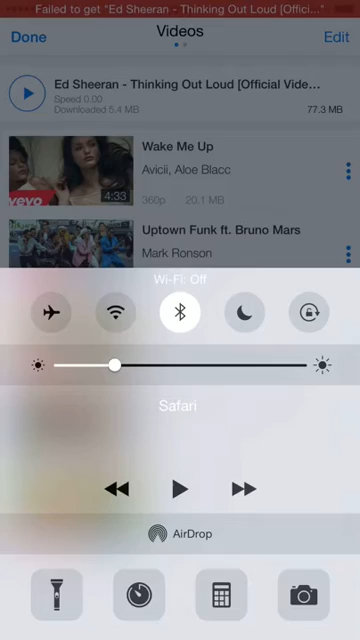 Failed to get "Ed Sheeran - Thinking Out Loud [Offici..."
Done
Videos
Edit
Ed Sheeran - Thinking Out Loud [Official Vide...
Speed 0.00
Downloaded 5.4 MB
77.3 MB
Wake Me Up
Avicii, Aloe Blacc
vevo
4:33
360p
20.1 MB
Uptown Funk ft. Bruno Mars
Mark Ronson
Wi-Fi: Off
Safari
AirDrop